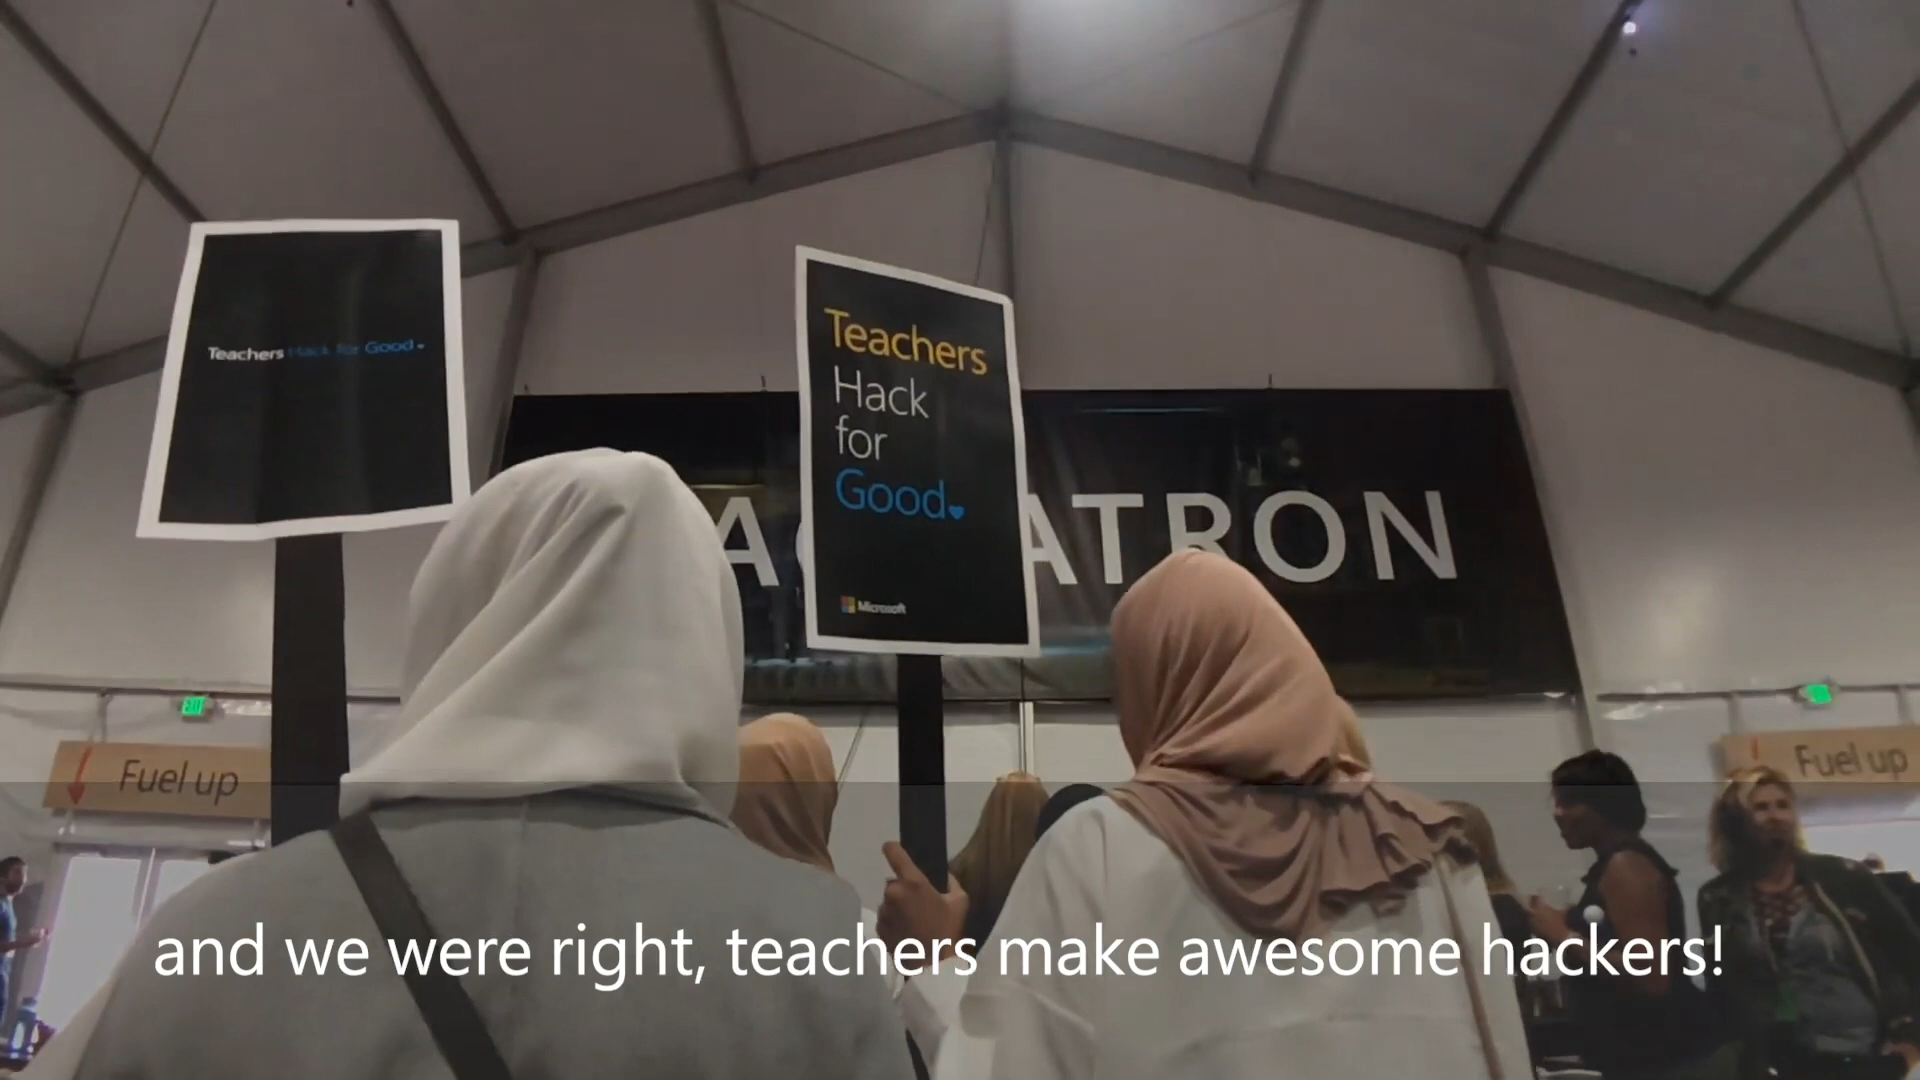 Teachers Hack for Good
Teachers
Hack
for
Good
Microsoft
ATRON
EXIT
Fuel up
Fuel up
and we were right, teachers make awesome hackers!